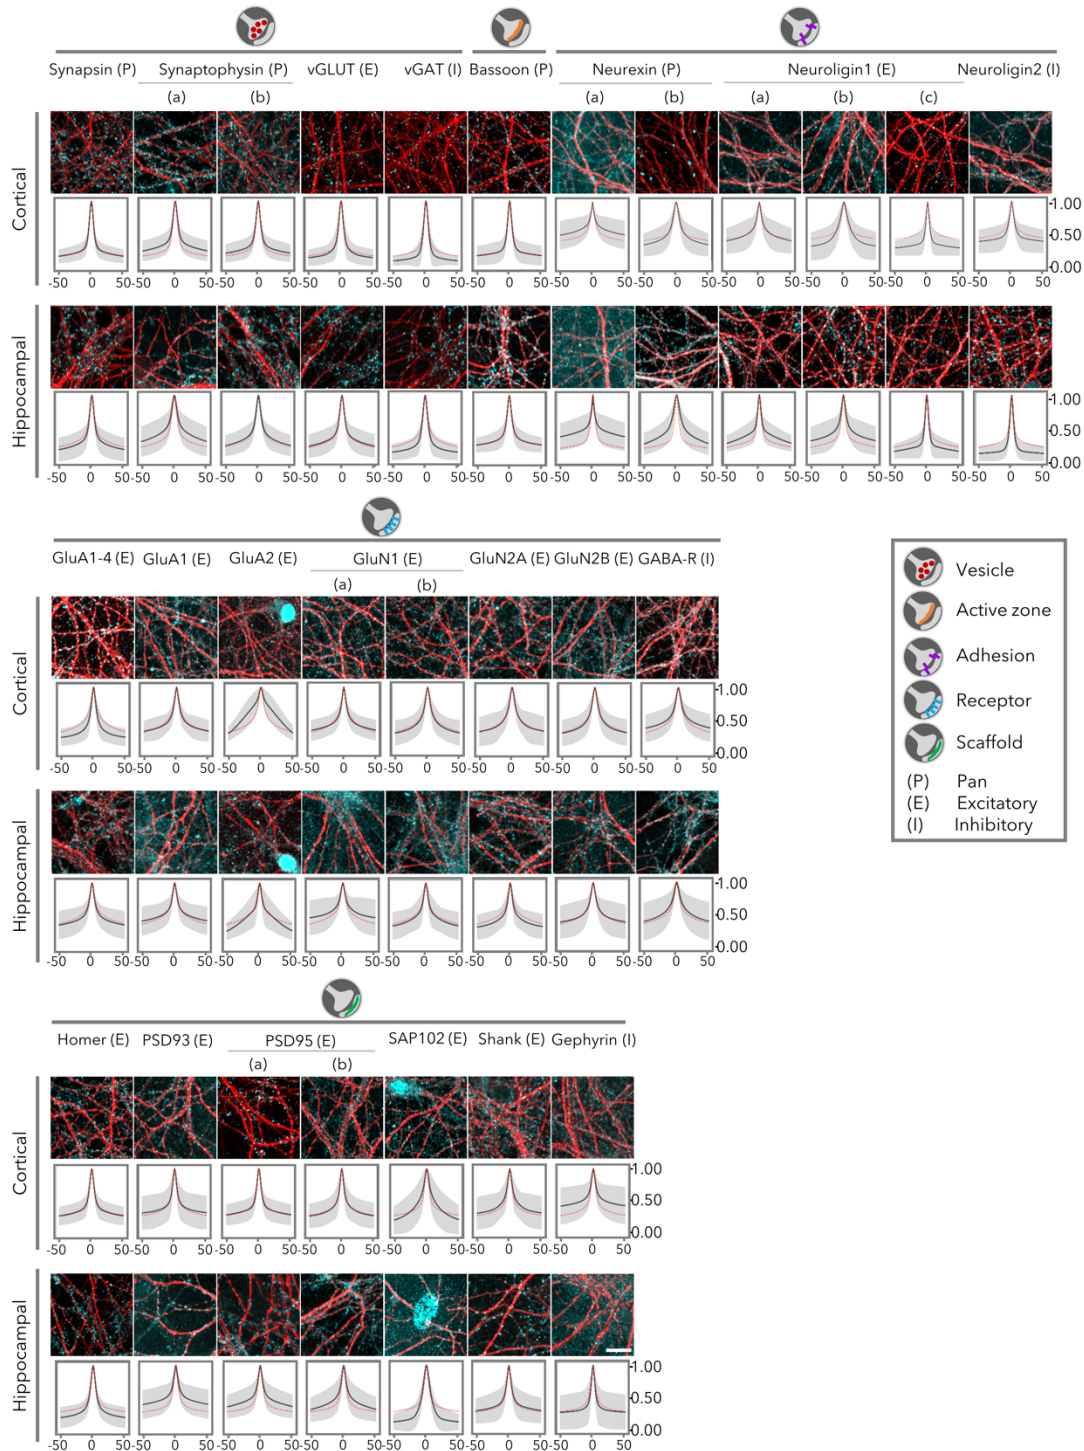 Synapsin (P) Synaptophysin (P) vGLUT (E) vGAT (I) Bassoon (P) Neurexin (P) Neuroligin1 (E) Neuroligin2 (I)
(a) (b) (a) (b) (a) (b) (c)
Cortical
1.00
0.50
0.00
-50 0 50 -50 0 50 -50 0 50 -50 0 50 -50 0 50 -50 0 50 -50 0 50 -50 0 50 -50 0 50 -50 0 50 -50 0 50 -50 0 50
Hippocampal
1.00
0.50
0.00
-50 0 50 -50 0 50 -50 0 50 -50 0 50 -50 0 50 -50 0 50 -50 0 50 -50 0 50 -50 0 50 -50 0 50 -50 0 50 -50 0 50
GluA1-4 (E) GluA1 (E) GluA2 (E) GluN1 (E) GluN2A (E) GluN2B (E) GABA-R (I)
(a) (b)
Cortical
1.00
0.50
0.00
-50 0 50 -50 0 50 -50 0 50 -50 0 50 -50 0 50 -50 0 50 -50 0 50 -50 0 50
Hippocampal
1.00
0.50
0.00
-50 0 50 -50 0 50 -50 0 50 -50 0 50 -50 0 50 -50 0 50 -50 0 50 -50 0 50
Vesicle
Active zone
Adhesion
Receptor
Scaffold
(P) Pan
(E) Excitatory
(I) Inhibitory
Homer (E) PSD93 (E) PSD95 (E) SAP102 (E) Shank (E) Gephyrin (I)
(a) (b)
Cortical
1.00
0.50
0.00
-50 0 50 -50 0 50 -50 0 50 -50 0 50 -50 0 50 -50 0 50 -50 0 50
Hippocampal
1.00
0.50
0.00
-50 0 50 -50 0 50 -50 0 50 -50 0 50 -50 0 50 -50 0 50 -50 0 50